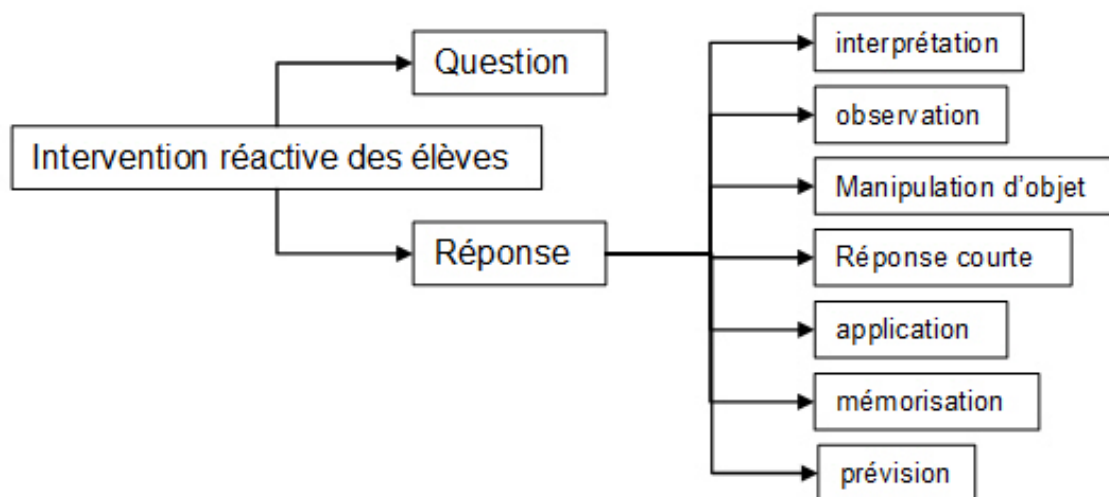 Intervention réactive des élèves
Question
Réponse
interprétation
observation
Manipulation d'objet
Réponse courte
application
mémorisation
prévision